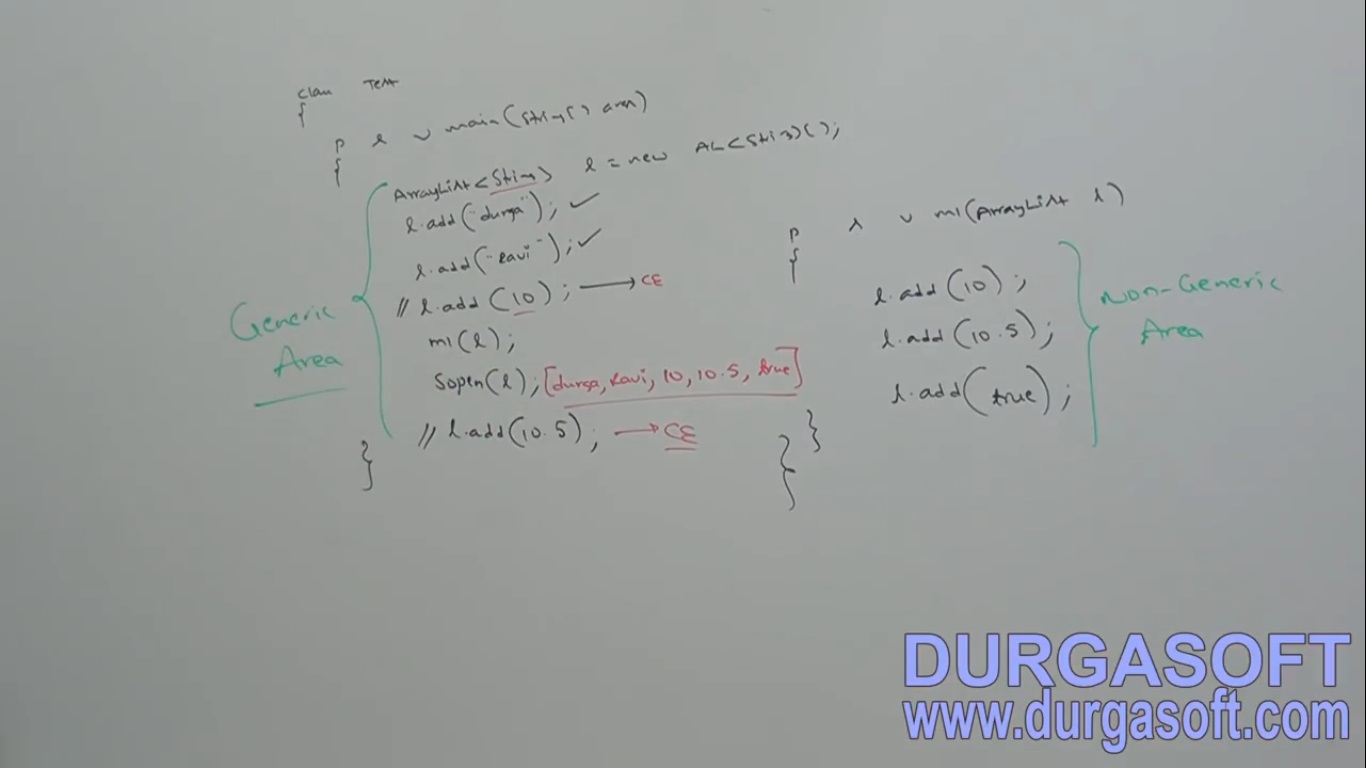 class Test
{
p s v main(String[] args)
{
ArrayList<String> l = new AL<String>();
l.add("durga"); ✓
l.add("ravi"); ✓
// l.add(10); → CE
m1(l);
Sopln(l); [durga, ravi, 10, 10.5, true]
// l.add(10.5); → CE
}
Generic
Area
p s v m1(ArrayList l)
{
l.add(10);
l.add(10.5);
l.add(true);
}
}
Non-Generic
Area
DURGASOFT
www.durgasoft.com